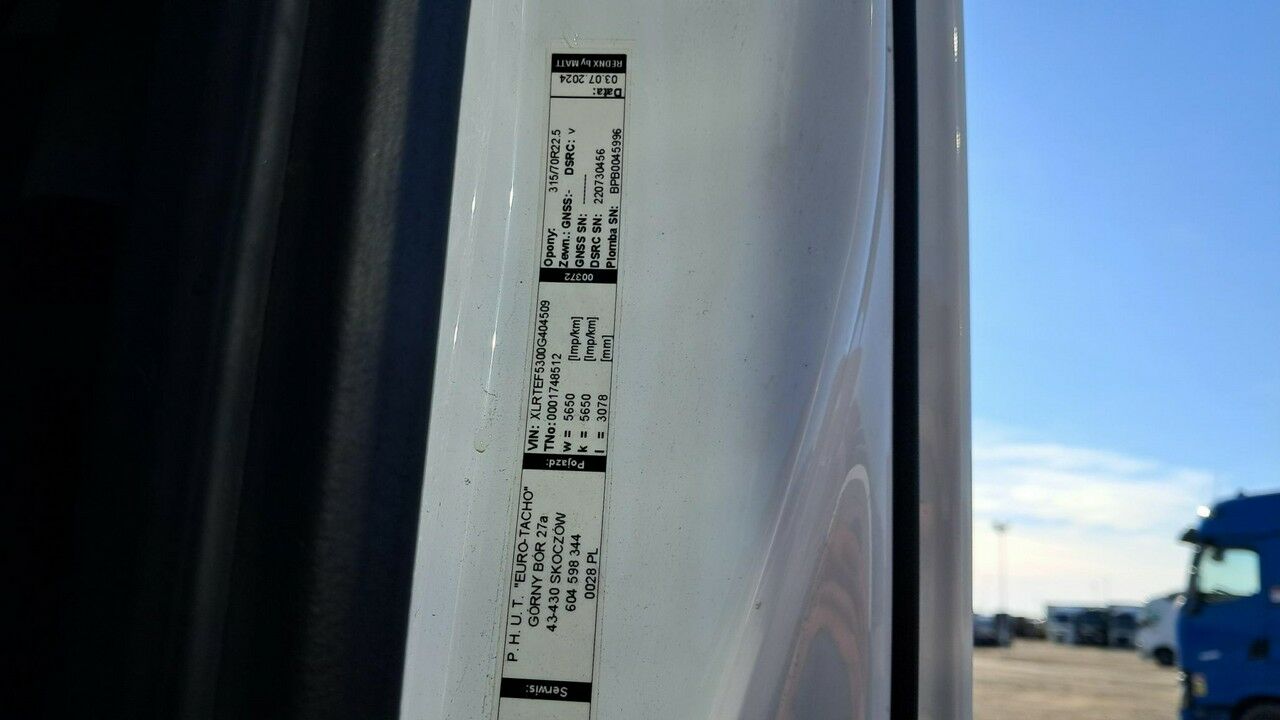 Serwis:
P. H. U. T. "EURO-TACHO"
GÓRNY BÓR 27a
43-430 SKOCZÓW
604 598 344
0028 PL
Pojazd:
VIN: XLRTEF5300G404509
TNo: 0001748512
w = 5650 [Imp/km]
k = 5650 [Imp/km]
l = 3078 [mm]
00372
Opony: 315/70R22.5
Zewn.: GNSS:- DSRC: v
GNSS SN: ---------
DSRC SN: 220730456
Plomba SN: BPB0045996
Data:
03.07.2024
REDNX by MATT